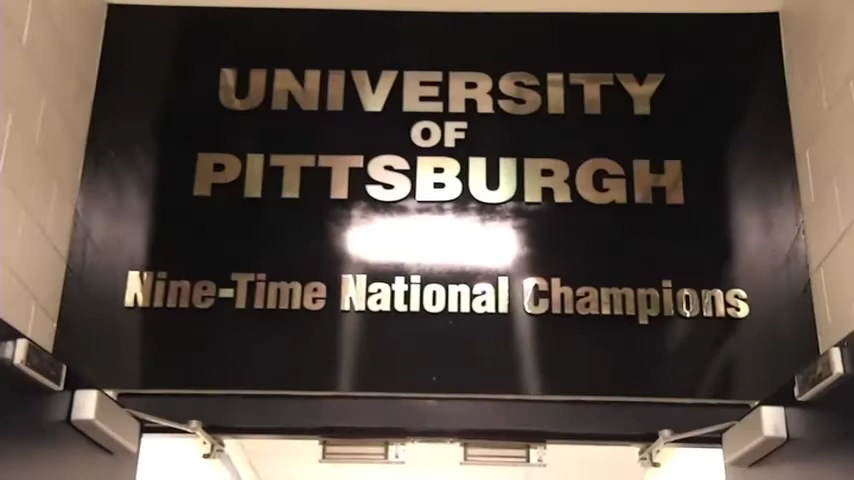 UNIVERSITY
OF
PITTSBURGH
Nine-Time National Champions